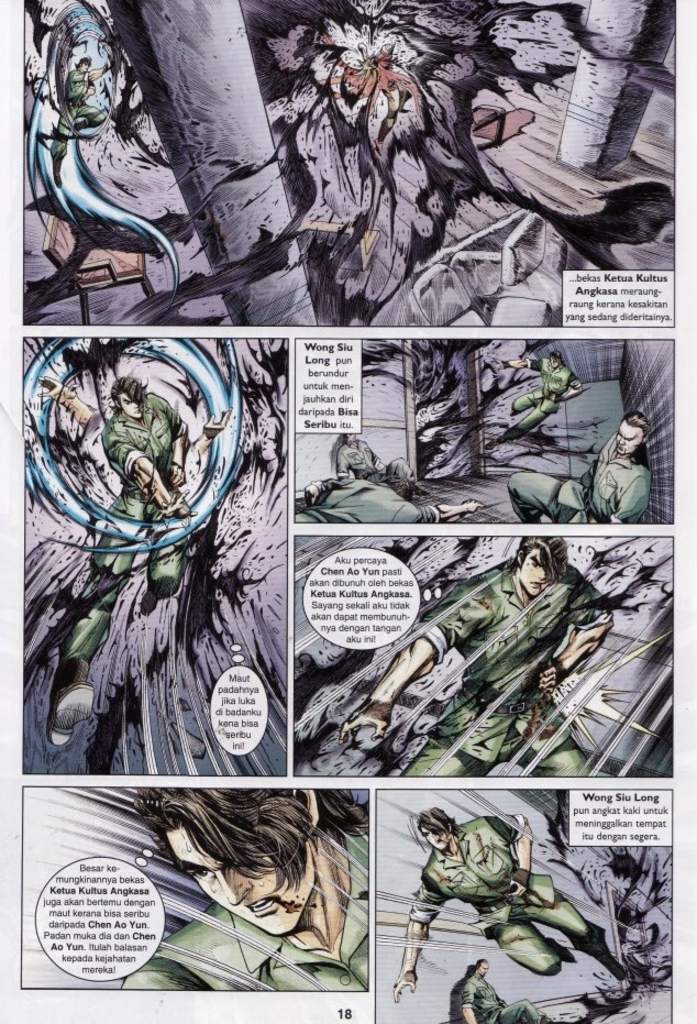 ...bekas Ketua Kultus
Angkasa meraung-
raung kerana kesakitan
yang sedang dideritainya.
Maut
padahnya
jika luka
di badanku
kena bisa
seribu
ini!
Wong Siu
Long pun
berundur
untuk men-
jauhkan diri
daripada Bisa
Seribu itu.
Aku percaya
Chen Ao Yun pasti
akan dibunuh oleh bekas
Ketua Kultus Angkasa.
Sayang sekali aku tidak
akan dapat membunuh-
nya dengan tangan
aku ini!
Besar ke-
mungkinannya bekas
Ketua Kultus Angkasa
juga akan bertemu dengan
maut kerana bisa seribu
daripada Chen Ao Yun.
Padan muka dia dan Chen
Ao Yun. Itulah balasan
kepada kejahatan
mereka!
Wong Siu Long
pun angkat kaki untuk
meninggalkan tempat
itu dengan segera.
18